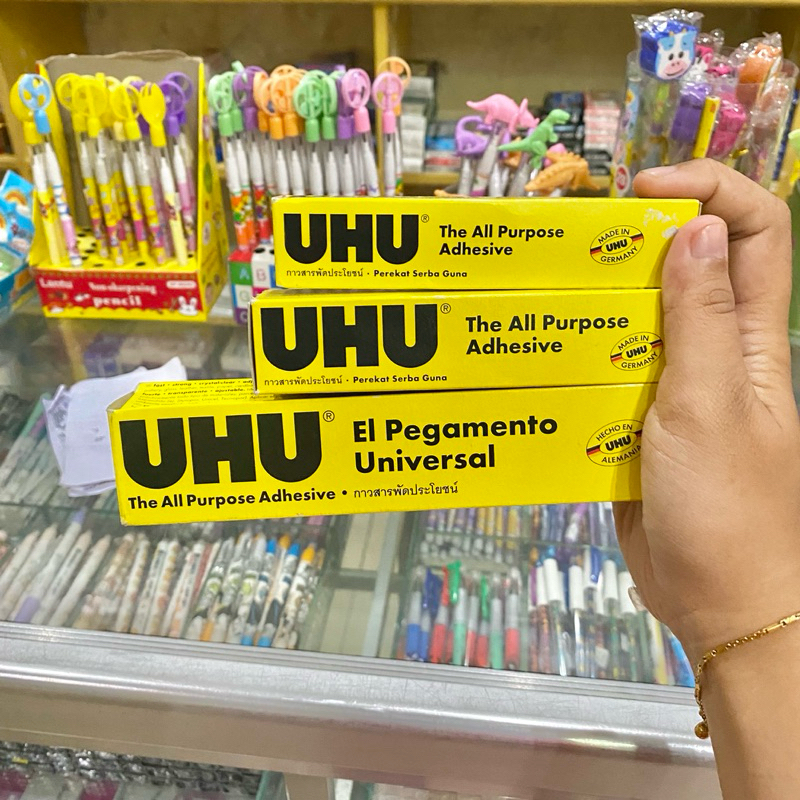 UHU®
The All Purpose
Adhesive
MADE IN
UHU
GERMANY
กาวสารพัดประโยชน์ · Perekat Serba Guna
UHU®
The All Purpose
Adhesive
MADE IN
UHU
GERMANY
กาวสารพัดประโยชน์ · Perekat Serba Guna
UHU®
El Pegamento
Universal
HECHO EN
UHU
ALEMANIA
The All Purpose Adhesive • กาวสารพัดประโยชน์
Non-sharpening
pencil